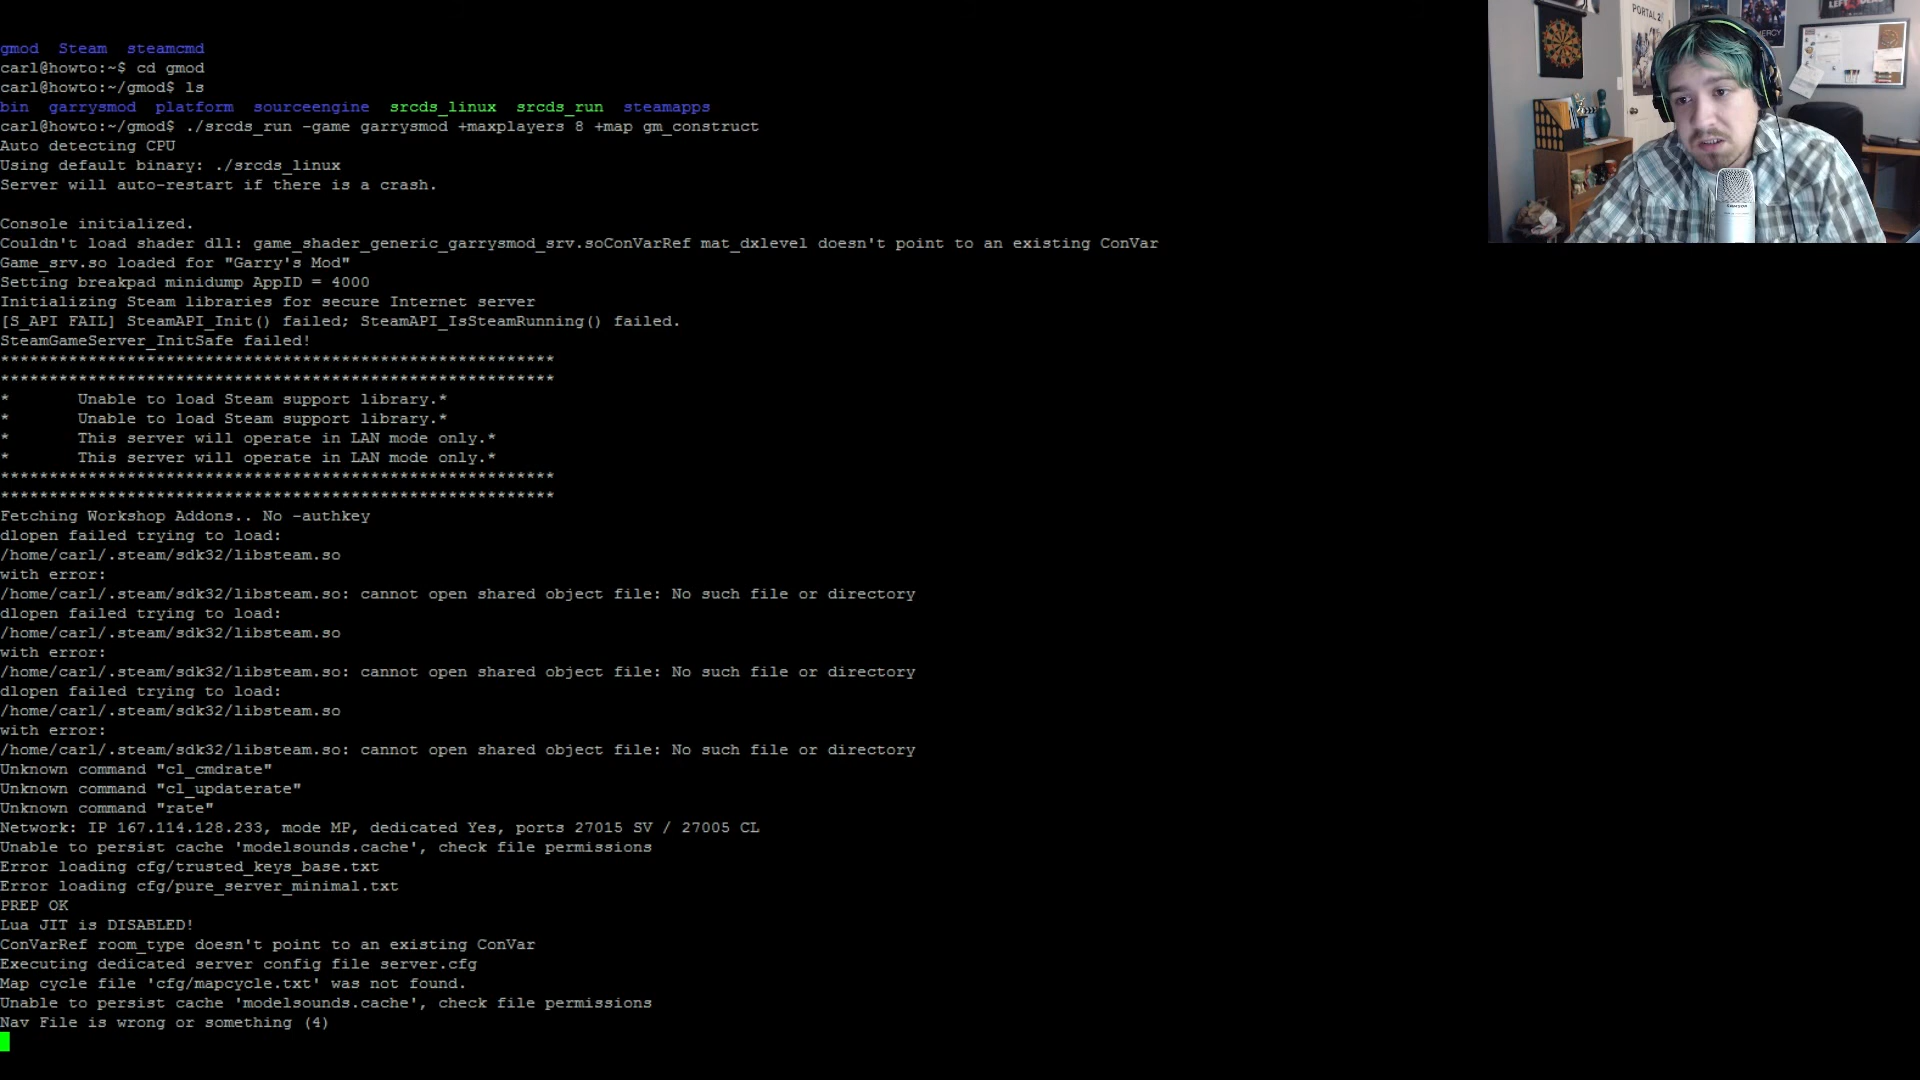 gmod  Steam  steamcmd
carl@howto:~$ cd gmod
carl@howto:~/gmod$ ls
bin  garrysmod  platform  sourceengine  srcds_linux  srcds_run  steamapps
carl@howto:~/gmod$ ./srcds_run -game garrysmod +maxplayers 8 +map gm_construct
Auto detecting CPU
Using default binary: ./srcds_linux
Server will auto-restart if there is a crash.
Console initialized.
Couldn't load shader dll: game_shader_generic_garrysmod_srv.soConVarRef mat_dxlevel doesn't point to an existing ConVar
Game_srv.so loaded for "Garry's Mod"
Setting breakpad minidump AppID = 4000
Initializing Steam libraries for secure Internet server
[S_API FAIL] SteamAPI_Init() failed; SteamAPI_IsSteamRunning() failed.
SteamGameServer_InitSafe failed!
*********************************************************
*********************************************************
*       Unable to load Steam support library.*
*       Unable to load Steam support library.*
*       This server will operate in LAN mode only.*
*       This server will operate in LAN mode only.*
*********************************************************
*********************************************************
Fetching Workshop Addons.. No -authkey
dlopen failed trying to load:
/home/carl/.steam/sdk32/libsteam.so
with error:
/home/carl/.steam/sdk32/libsteam.so: cannot open shared object file: No such file or directory
dlopen failed trying to load:
/home/carl/.steam/sdk32/libsteam.so
with error:
/home/carl/.steam/sdk32/libsteam.so: cannot open shared object file: No such file or directory
dlopen failed trying to load:
/home/carl/.steam/sdk32/libsteam.so
with error:
/home/carl/.steam/sdk32/libsteam.so: cannot open shared object file: No such file or directory
Unknown command "cl_cmdrate"
Unknown command "cl_updaterate"
Unknown command "rate"
Network: IP 167.114.128.233, mode MP, dedicated Yes, ports 27015 SV / 27005 CL
Unable to persist cache 'modelsounds.cache', check file permissions
Error loading cfg/trusted_keys_base.txt
Error loading cfg/pure_server_minimal.txt
PREP OK
Lua JIT is DISABLED!
ConVarRef room_type doesn't point to an existing ConVar
Executing dedicated server config file server.cfg
Map cycle file 'cfg/mapcycle.txt' was not found.
Unable to persist cache 'modelsounds.cache', check file permissions
Nav File is wrong or something (4)
PORTAL 2